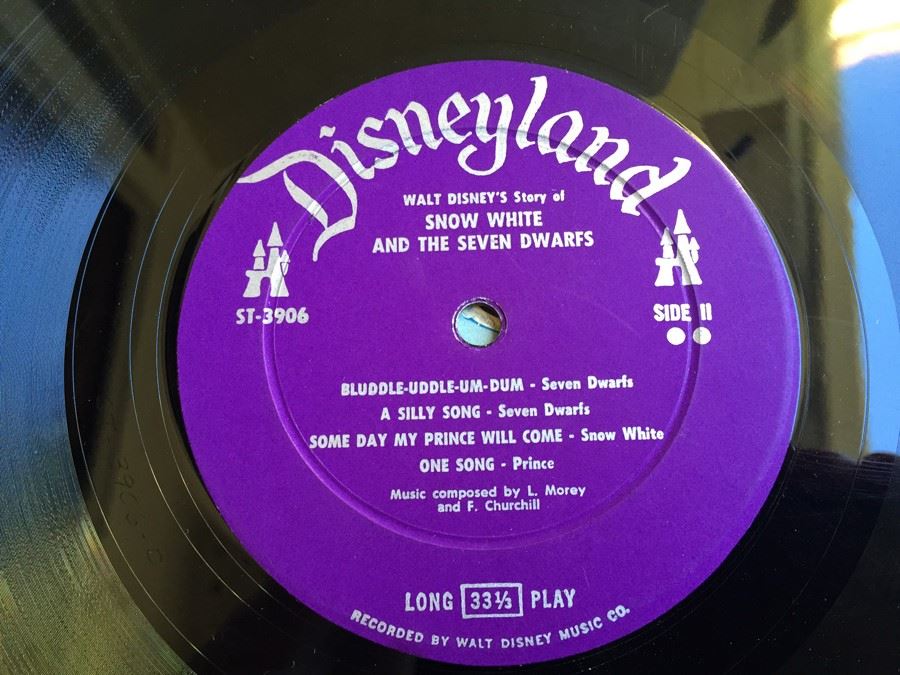 Disneyland
WALT DISNEY'S Story of
SNOW WHITE
AND THE SEVEN DWARFS
ST-3906
SIDE II
BLUDDLE-UDDLE-UM-DUM - Seven Dwarfs
A SILLY SONG - Seven Dwarfs
SOME DAY MY PRINCE WILL COME - Snow White
ONE SONG - Prince
Music composed by L. Morey
and F. Churchill
LONG 33⅓ PLAY
RECORDED BY WALT DISNEY MUSIC CO.